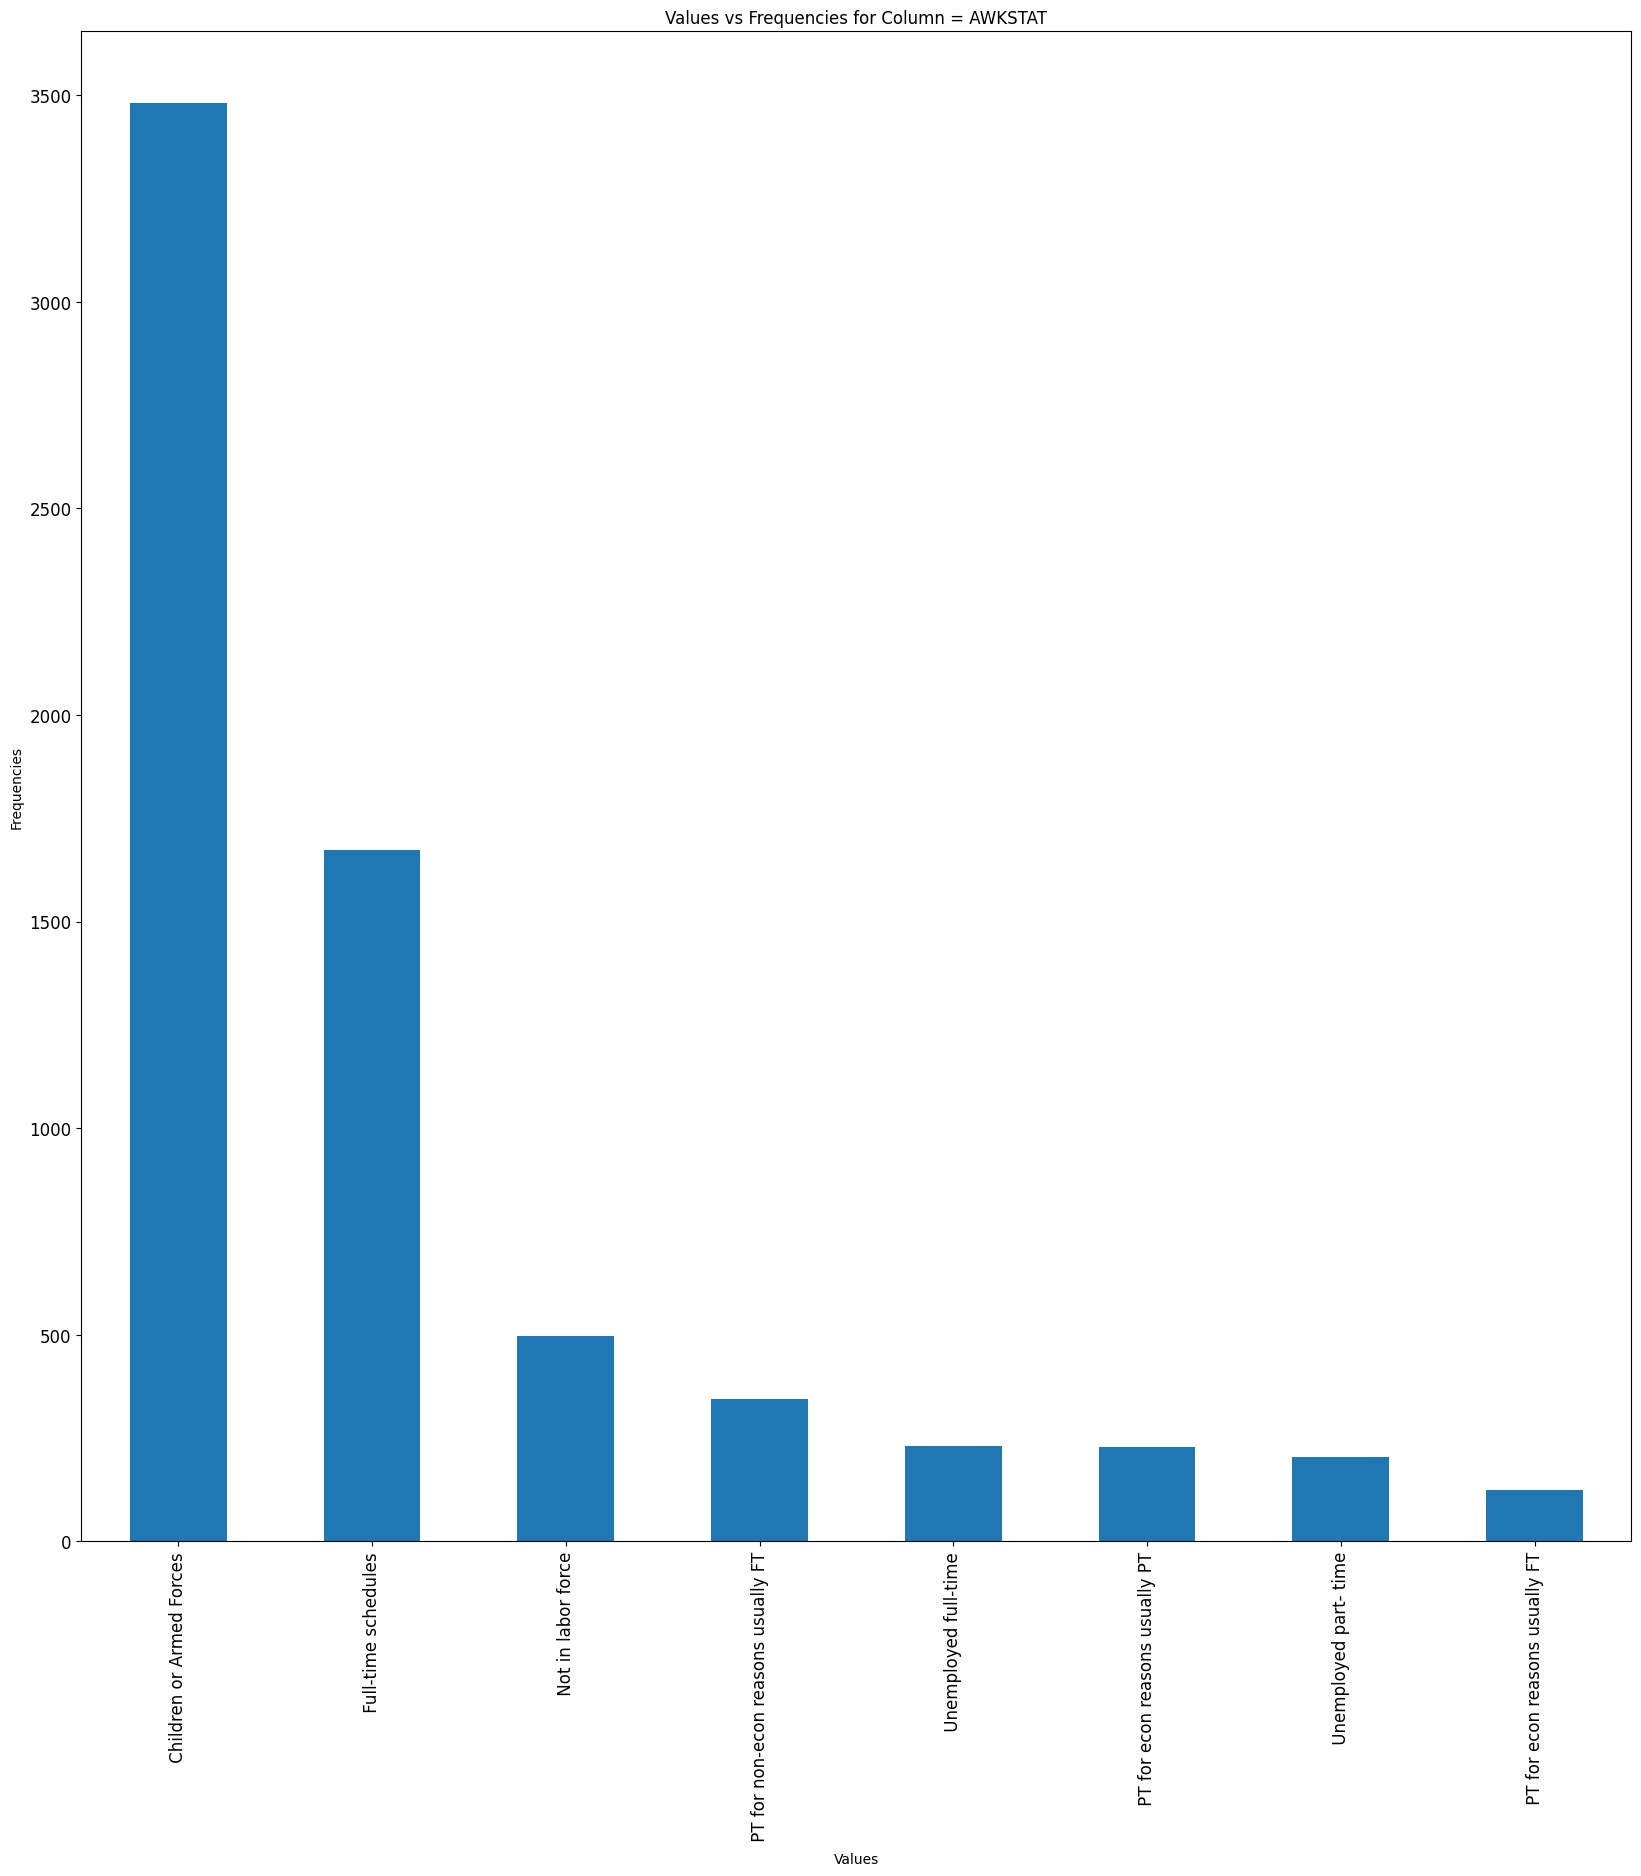 Values vs Frequencies for Column = AWKSTAT
Frequencies
3500
3000
2500
2000
1500
1000
500
0
Children or Armed Forces
Full-time schedules
Not in labor force
PT for non-econ reasons usually FT
Unemployed full-time
PT for econ reasons usually PT
Unemployed part- time
PT for econ reasons usually FT
Values